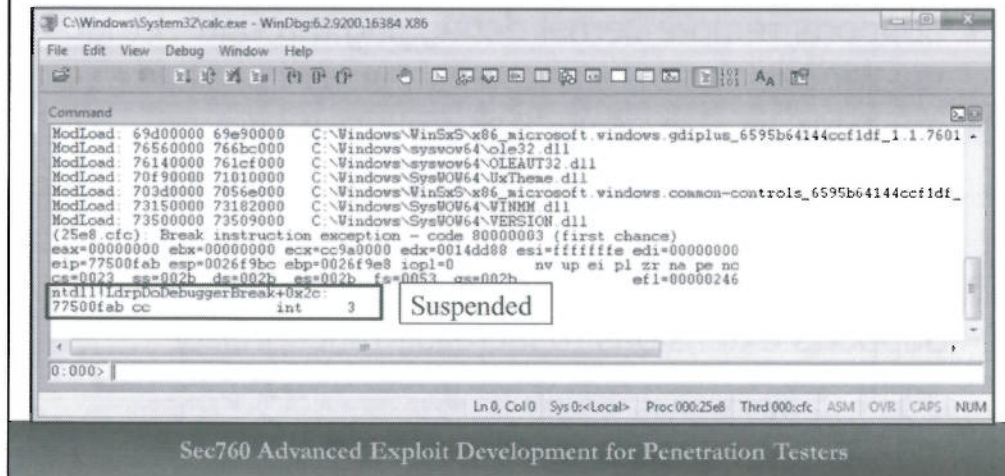 C:\Windows\System32\calc.exe - WinDbg:6.2.9200.16384 X86
File Edit View Debug Window Help
Command
ModLoad: 69d00000 69e90000 C:\Windows\WinSxS\x86_microsoft.windows.gdiplus_6595b64144ccf1df_1.1.7601
ModLoad: 76560000 766bc000 C:\Windows\syswow64\ole32.dll
ModLoad: 76140000 761cf000 C:\Windows\syswow64\OLEAUT32.dll
ModLoad: 70f90000 71010000 C:\Windows\SysWOW64\UxTheme.dll
ModLoad: 703d0000 7056e000 C:\Windows\WinSxS\x86_microsoft.windows.common-controls_6595b64144ccf1df_
ModLoad: 73150000 73182000 C:\Windows\SysWOW64\WINMM.dll
ModLoad: 73500000 73509000 C:\Windows\SysWOW64\VERSION.dll
(25e8.cfc): Break instruction exception - code 80000003 (first chance)
eax=00000000 ebx=00000000 ecx=cc9a0000 edx=0014dd88 esi=fffffffe edi=00000000
eip=77500fab esp=0026f9bc ebp=0026f9e8 iopl=0 nv up ei pl zr na pe nc
cs=0023 ss=002b ds=002b es=002b fs=0053 gs=002b efl=00000246
ntdll!LdrpDoDebuggerBreak+0x2c:
77500fab cc int 3
Suspended
0:000>
Ln 0, Col 0 Sys 0:<Local> Proc 000:25e8 Thrd 000:cfc ASM OVR CAPS NUM
Sec760 Advanced Exploit Development for Penetration Testers